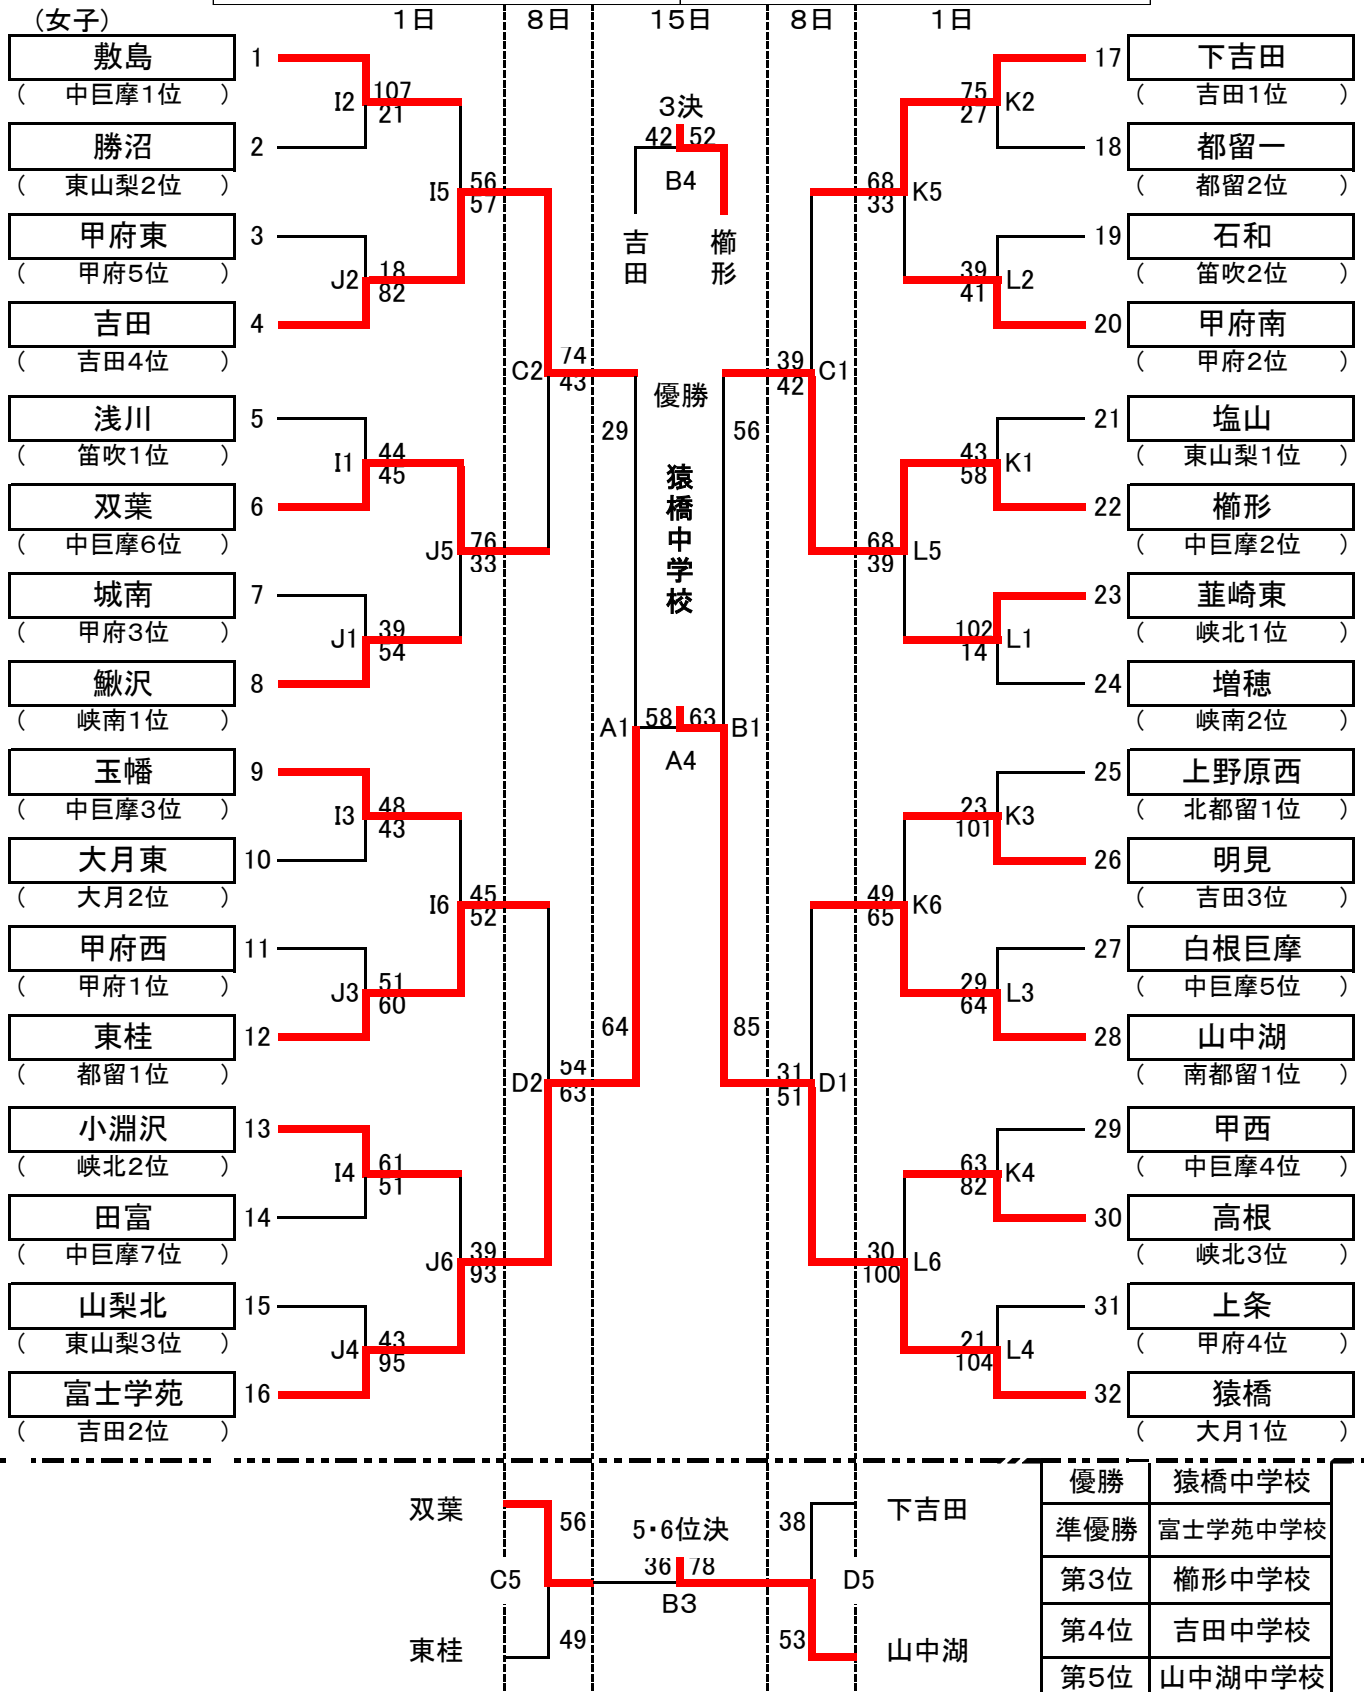 (女子)
1日 8日 15日 8日 1日
敷島 1
( 中巨摩1位 )
I2 107
21
勝沼 2
( 東山梨2位 )
I5 56
57
甲府東 3
( 甲府5位 )
J2 18
82
吉田 4
( 吉田4位 )
C2 74
43
浅川 5
( 笛吹1位 )
I1 44
45
双葉 6
( 中巨摩6位 )
J5 76
33
城南 7
( 甲府3位 )
J1 39
54
鰍沢 8
( 峡南1位 )
玉幡 9
( 中巨摩3位 )
I3 48
43
大月東 10
( 大月2位 )
I6 45
52
甲府西 11
( 甲府1位 )
J3 51
60
東桂 12
( 都留1位 )
D2 54
63
小淵沢 13
( 峡北2位 )
I4 61
51
田富 14
( 中巨摩7位 )
J6 39
93
山梨北 15
( 東山梨3位 )
J4 43
95
富士学苑 16
( 吉田2位 )
3決
42 52
B4
吉田 櫛形
優勝
29 56
猿橋中学校
A1 58 63 B1
A4
64 85
17 下吉田
( 吉田1位 )
75 K2
27
18 都留一
( 都留2位 )
68 K5
33
19 石和
( 笛吹2位 )
39 L2
41
20 甲府南
( 甲府2位 )
39 C1
42
21 塩山
( 東山梨1位 )
43 K1
58
22 櫛形
( 中巨摩2位 )
68 L5
39
23 韮崎東
( 峡北1位 )
102 L1
14
24 増穂
( 峡南2位 )
25 上野原西
( 北都留1位 )
23 K3
101
26 明見
( 吉田3位 )
49 K6
65
27 白根巨摩
( 中巨摩5位 )
29 L3
64
28 山中湖
( 南都留1位 )
31 D1
51
29 甲西
( 中巨摩4位 )
63 K4
82
30 高根
( 峡北3位 )
30 L6
100
31 上条
( 甲府4位 )
21 L4
104
32 猿橋
( 大月1位 )
双葉 56 5・6位決 38 下吉田
36 78
C5 B3 D5
東桂 49 53 山中湖
優勝 猿橋中学校
準優勝 富士学苑中学校
第3位 櫛形中学校
第4位 吉田中学校
第5位 山中湖中学校